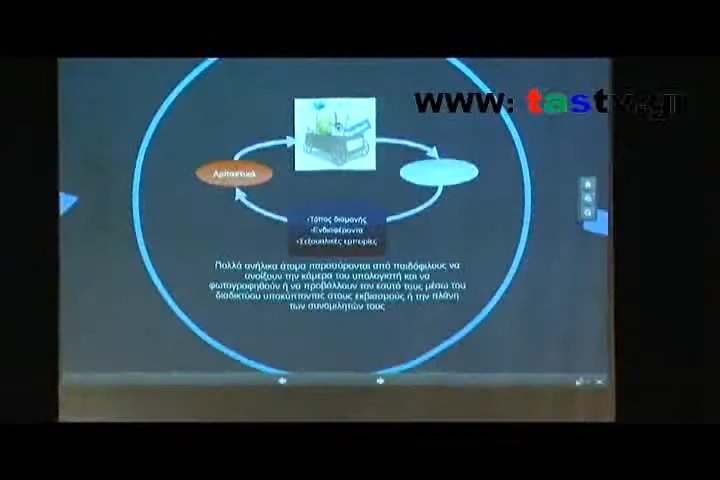 www: tastv.gr
Αρπακτικά
•Τόπος διαμονής
•Ενδιαφέροντα
•Σεξουαλικές εμπειρίες
Πολλά ανήλικα άτομα παρασύρονται από παιδόφιλους να
ανοίξουν την κάμερα του υπολογιστή και να
φωτογραφηθούν ή να προβάλλουν τον εαυτό τους μέσω του
διαδικτύου υποκύπτοντας στους εκβιασμούς ή την πλάνη
των συνομιλητών τους